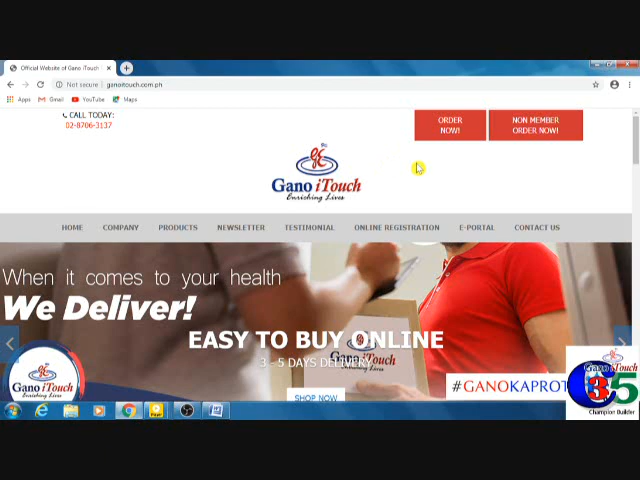 Official Website of Gano iTouch
Not secure | ganoitouch.com.ph
Apps Gmail YouTube Maps
CALL TODAY:
02-8706-3137
ORDER
NOW!
NON MEMBER
ORDER NOW!
Gano iTouch
Enriching Lives
HOME COMPANY PRODUCTS NEWSLETTER TESTIMONIAL ONLINE REGISTRATION E-PORTAL CONTACT US
When it comes to your health
We Deliver!
EASY TO BUY ONLINE
3 - 5 DAYS DELIVERY
SHOP NOW
Gano iTouch
Enriching Lives
#GANOKAPROT
Gano iTouch
C35
Champion Builder